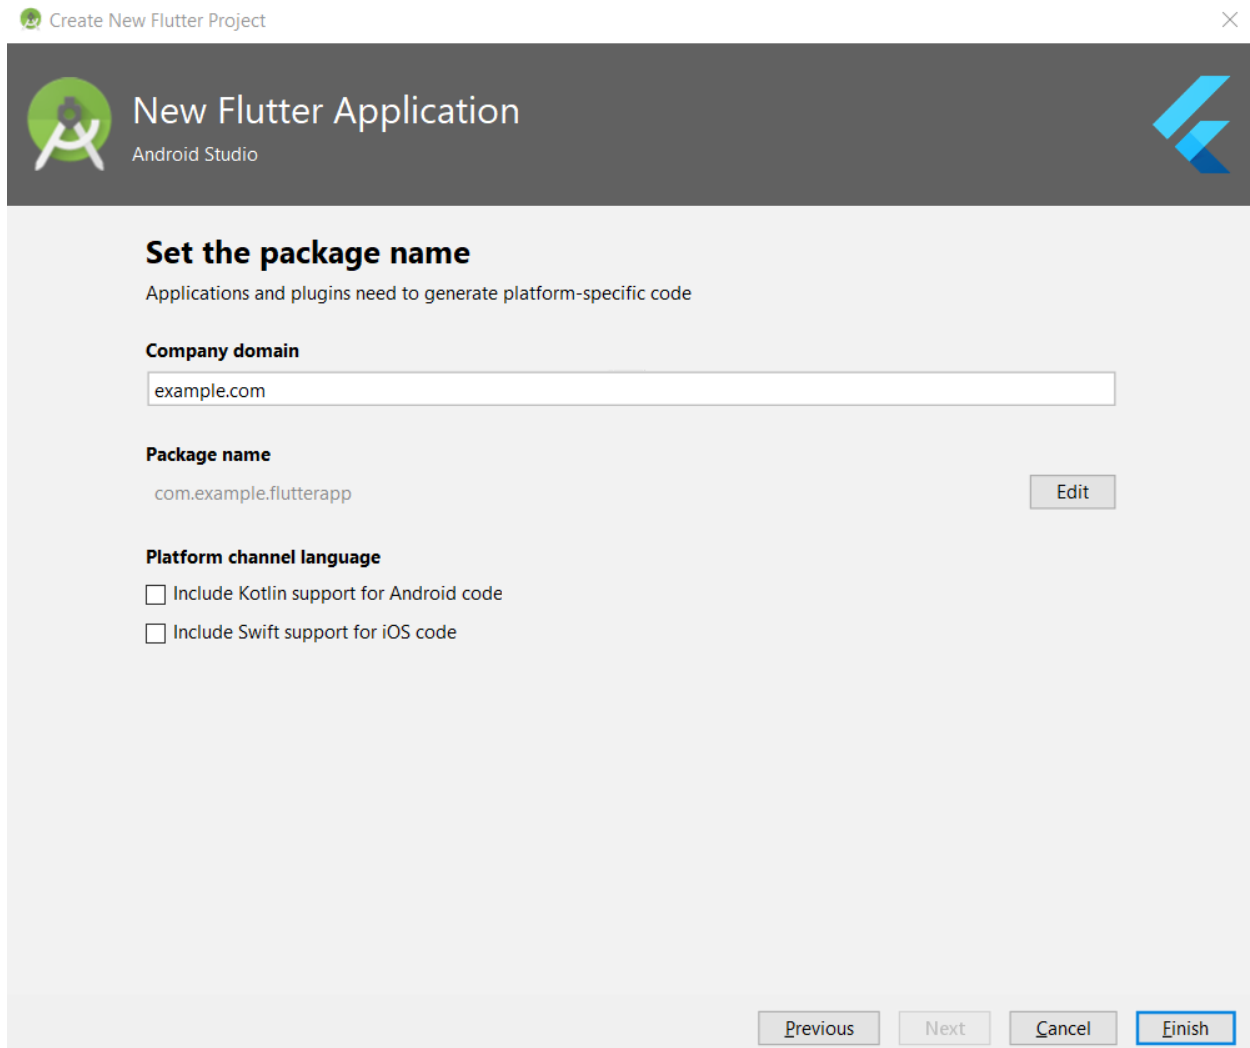 Create New Flutter Project
New Flutter Application
Android Studio
Set the package name
Applications and plugins need to generate platform-specific code
Company domain
example.com
Package name
com.example.flutterapp
Edit
Platform channel language
Include Kotlin support for Android code
Include Swift support for iOS code
Previous Next Cancel Finish